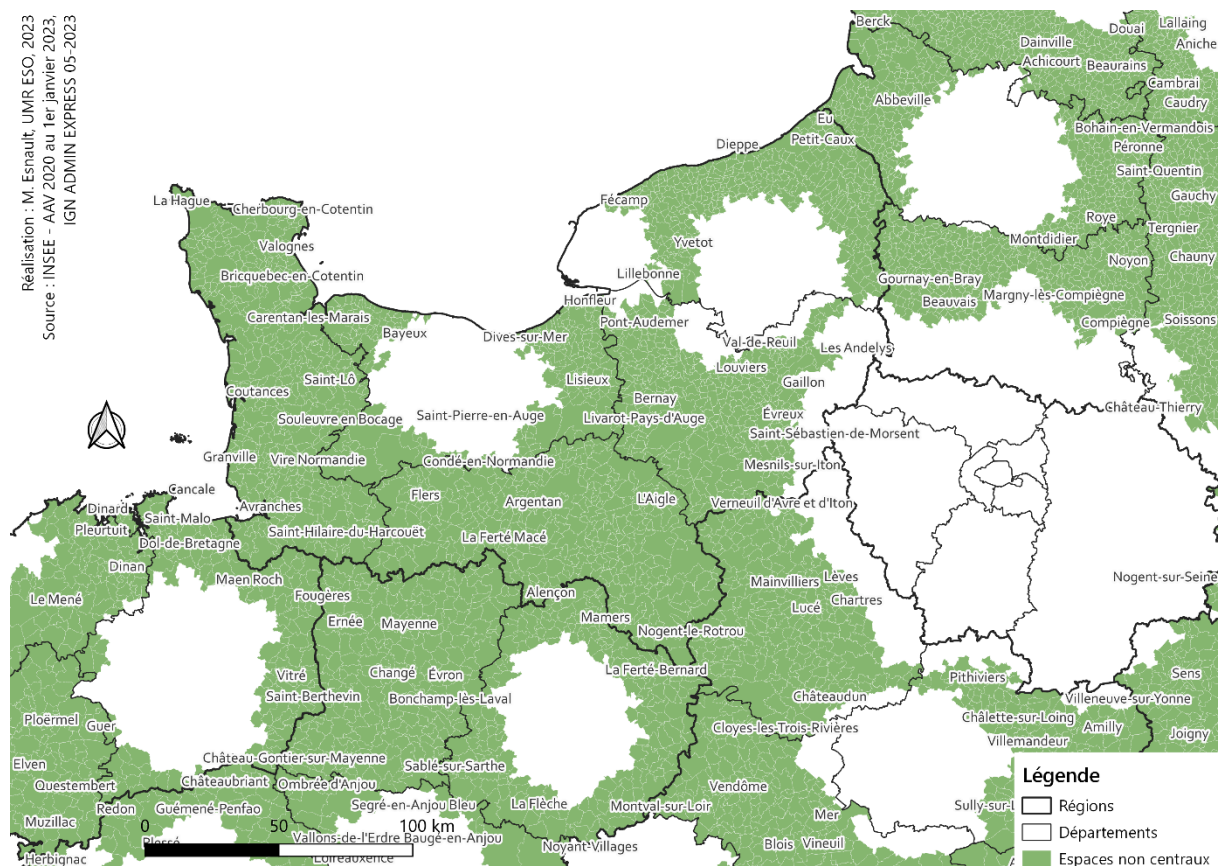 Réalisation : M. Esnault, UMR ESO, 2023
Source : INSEE - AAV 2020 au 1er janvier 2023,
IGN ADMIN EXPRESS 05-2023
Berck
Douai
Lallaing
Dainville
Aniche
Achicourt
Beaurains
Cambrai
Abbeville
Caudry
Eu
Bohain-en-Vermandois
Petit-Caux
Dieppe
Péronne
Saint-Quentin
La Hague
Fécamp
Gauchy
Cherbourg-en-Cotentin
Roye
Tergnier
Valognes
Yvetot
Montdidier
Chauny
Noyon
Bricquebec-en-Cotentin
Lillebonne
Gournay-en-Bray
Honfleur
Beauvais
Margny-lès-Compiègne
Carentan-les-Marais
Pont-Audemer
Compiègne
Soissons
Bayeux
Dives-sur-Mer
Val-de-Reuil
Les Andelys
Louviers
Saint-Lô
Lisieux
Gaillon
Coutances
Bernay
Château-Thierry
Souleuvre en Bocage
Saint-Pierre-en-Auge
Livarot-Pays-d'Auge
Évreux
Saint-Sébastien-de-Morsent
Granville
Vire Normandie
Condé-en-Normandie
Mesnils-sur-Iton
Cancale
Flers
Argentan
L'Aigle
Verneuil d'Avre et d'Iton
Dinard
Saint-Malo
Avranches
Pleurtuit
Saint-Hilaire-du-Harcouët
Dol-de-Bretagne
La Ferté Macé
Dinan
Maen Roch
Mainvilliers
Lèves
Nogent-sur-Seine
Le Mené
Fougères
Alençon
Lucé
Chartres
Ernée
Mayenne
Mamers
Nogent-le-Rotrou
Vitré
Changé
Évron
La Ferté-Bernard
Pithiviers
Sens
Saint-Berthevin
Bonchamp-lès-Laval
Châteaudun
Villeneuve-sur-Yonne
Ploërmel
Guer
Cloyes-les-Trois-Rivières
Châlette-sur-Loing
Amilly
Joigny
Villemandeur
Elven
Château-Gontier-sur-Mayenne
Sablé-sur-Sarthe
Questembert
Châteaubriant
Ombrée d'Anjou
Vendôme
Redon
Guémené-Penfao
Segré-en-Anjou Bleu
La Flèche
Montval-sur-Loir
Mer
Sully-sur-L
Muzillac
Vallons-de-l'Erdre
Baugé-en-Anjou
Noyant-Villages
Blois
Vineuil
Plessé
Herbignac
Loireauxence
0 50 100 km
Légende
Régions
Départements
Espaces non centraux